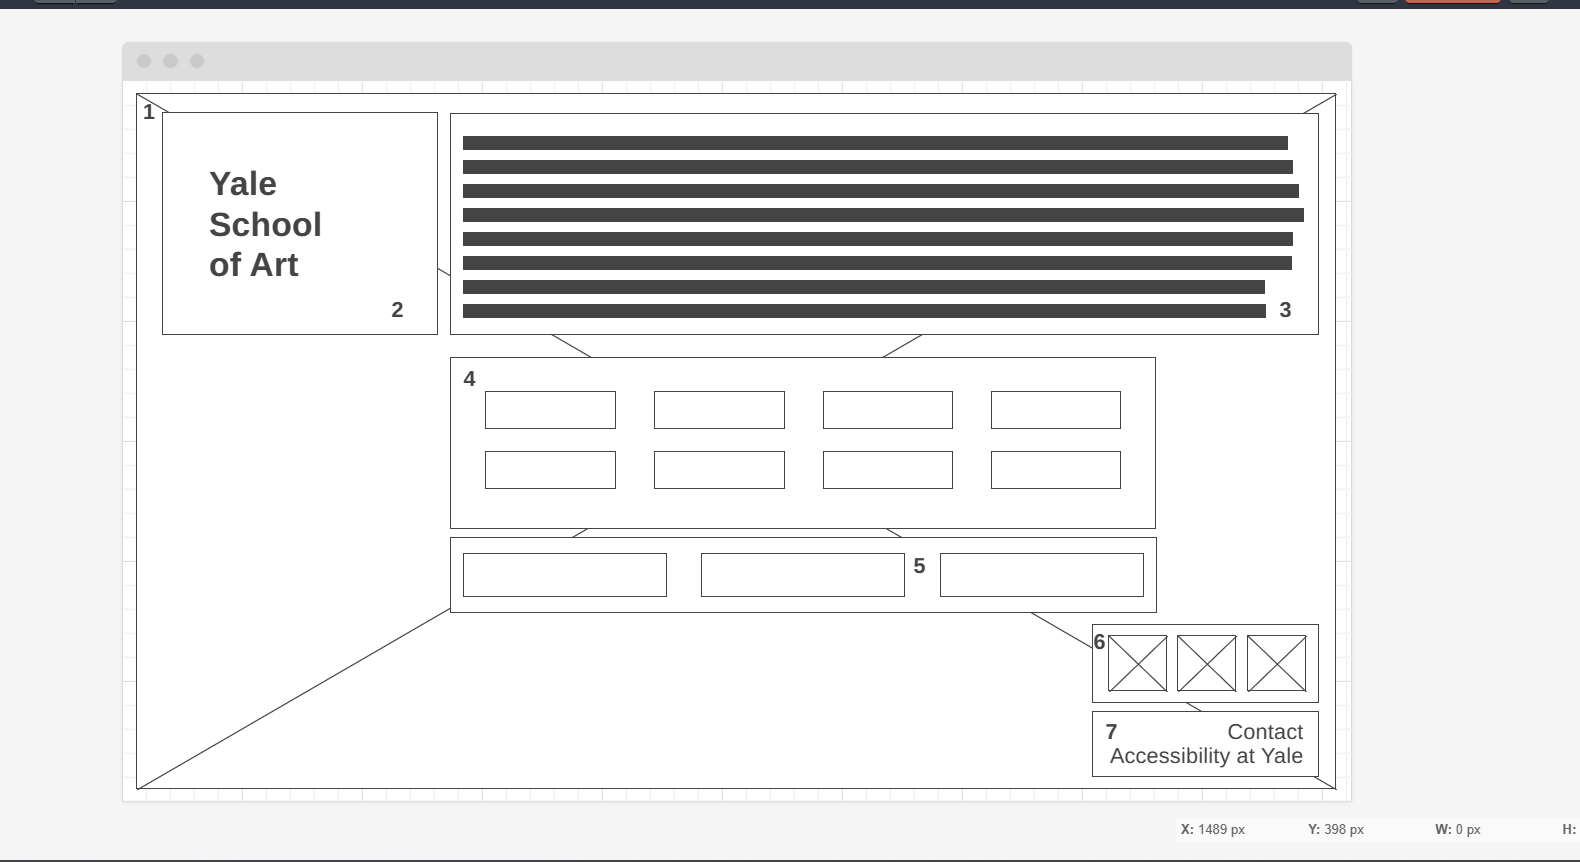 1
Yale
School
of Art
2
3
4
5
6
7 Contact
Accessibility at Yale
X: 1489 px Y: 398 px W: 0 px H: